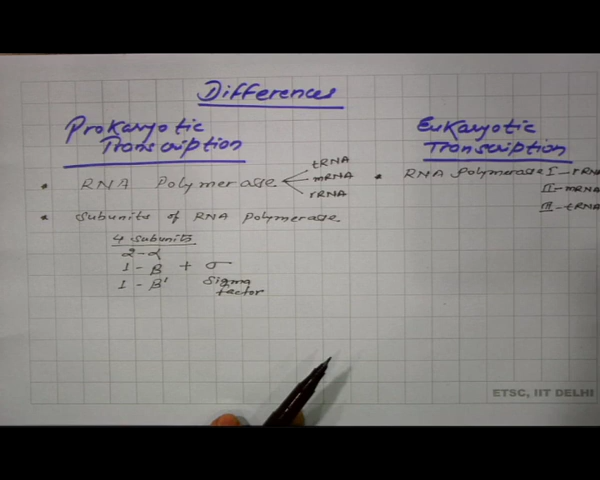 Differences
Prokaryotic
Transcription
Eukaryotic
Transcription
• RNA Polymerase
tRNA
mRNA
rRNA
• RNA Polymerase I - rRNA
II - mRNA
III - tRNA
• Subunits of RNA Polymerase.
4 subunits
2 - α
1 - β + σ
1 - β' Sigma
factor
ETSC, IIT DELHI